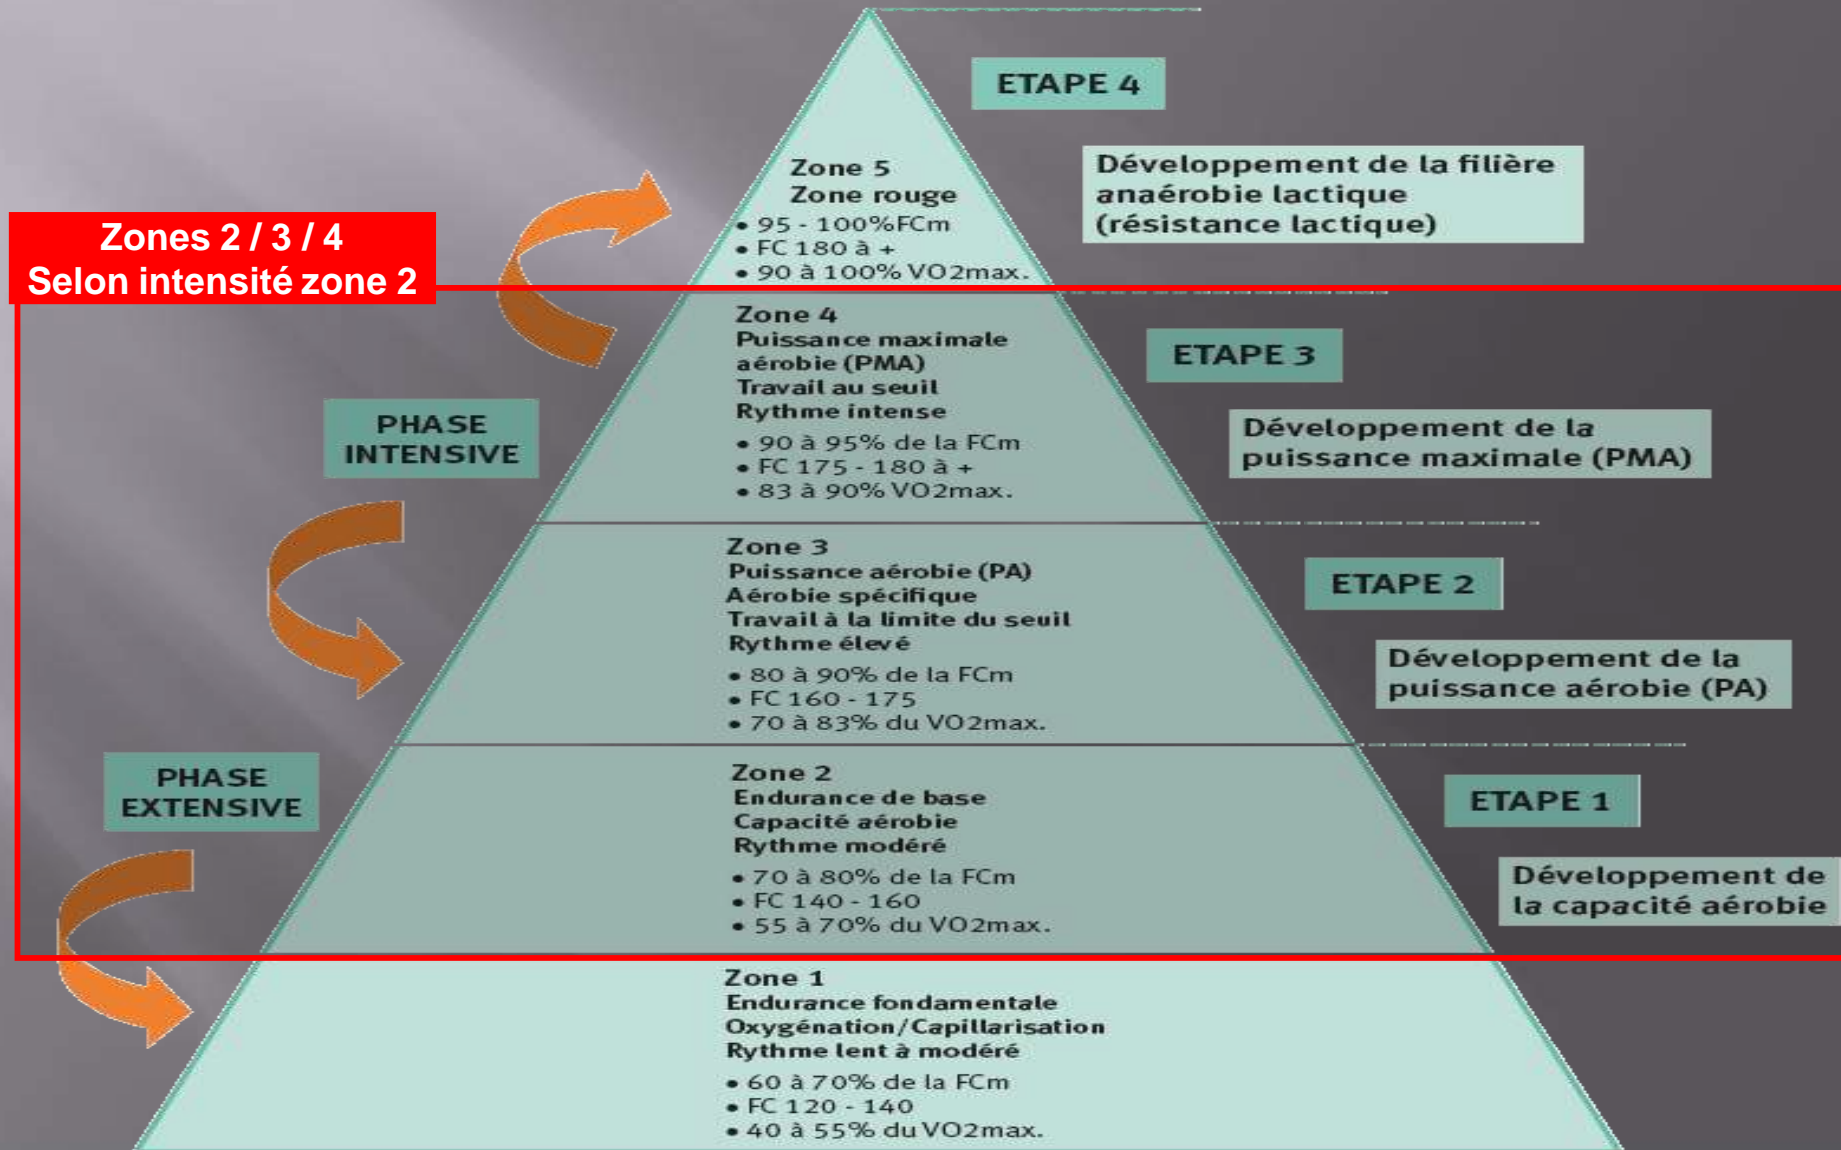 ETAPE 4
Zone 5
Zone rouge
• 95 - 100%FCm
• FC 180 à +
• 90 à 100% VO2max.
Développement de la filière
anaérobie lactique
(résistance lactique)
Zones 2 / 3 / 4
Selon intensité zone 2
Zone 4
Puissance maximale
aérobie (PMA)
Travail au seuil
Rythme intense
• 90 à 95% de la FCm
• FC 175 - 180 à +
• 83 à 90% VO2max.
ETAPE 3
Développement de la
puissance maximale (PMA)
PHASE
INTENSIVE
Zone 3
Puissance aérobie (PA)
Aérobie spécifique
Travail à la limite du seuil
Rythme élevé
• 80 à 90% de la FCm
• FC 160 - 175
• 70 à 83% du VO2max.
ETAPE 2
Développement de la
puissance aérobie (PA)
PHASE
EXTENSIVE
Zone 2
Endurance de base
Capacité aérobie
Rythme modéré
• 70 à 80% de la FCm
• FC 140 - 160
• 55 à 70% du VO2max.
ETAPE 1
Développement de
la capacité aérobie
Zone 1
Endurance fondamentale
Oxygénation/Capillarisation
Rythme lent à modéré
• 60 à 70% de la FCm
• FC 120 - 140
• 40 à 55% du VO2max.